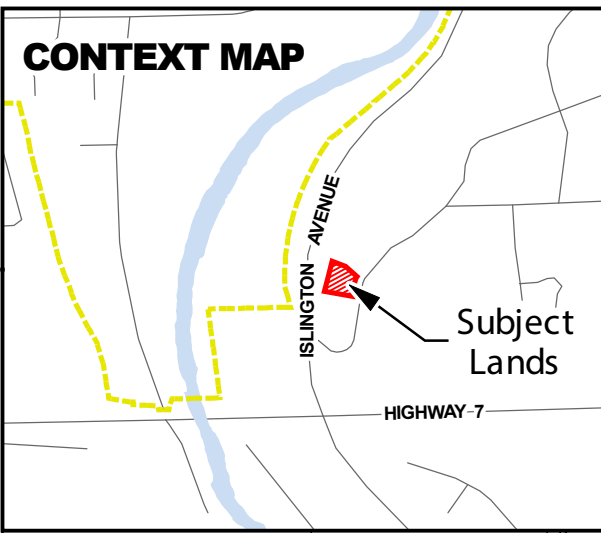 CONTEXT MAP
ISLINGTON AVENUE
Subject
Lands
HIGHWAY 7